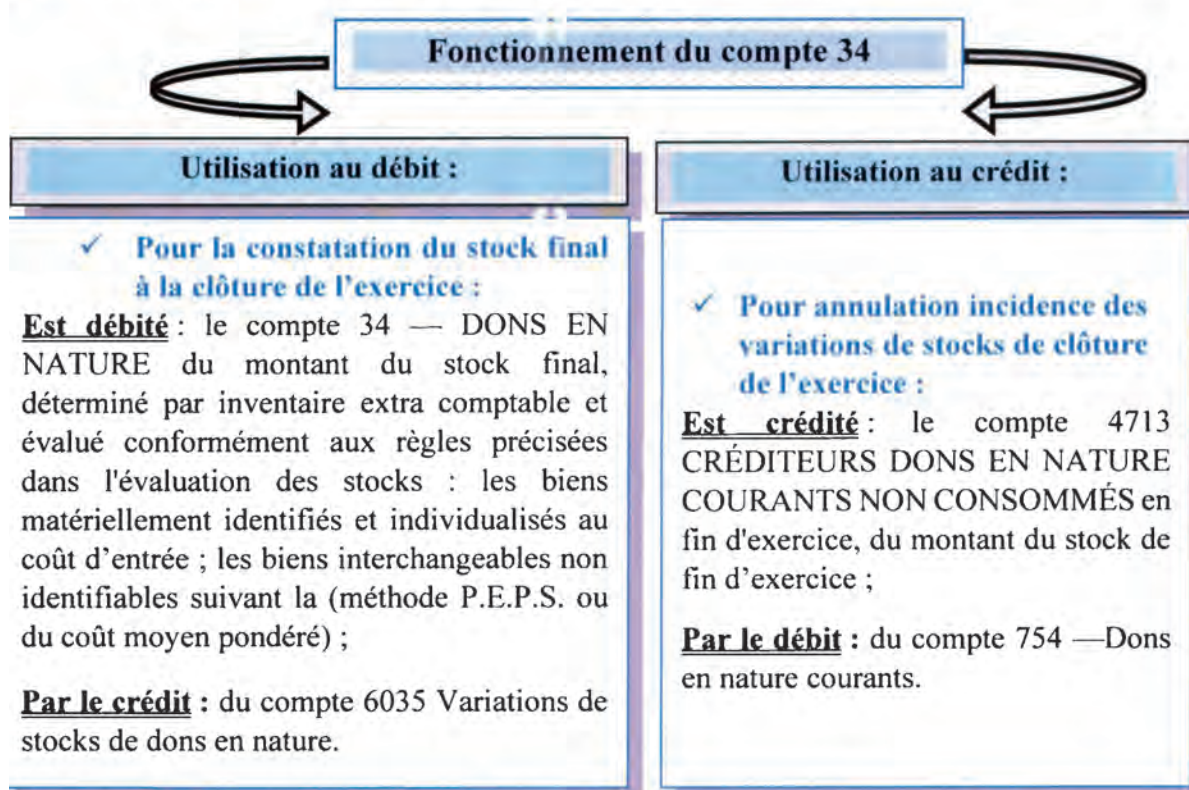 Fonctionnement du compte 34
Utilisation au débit :
✓ Pour la constatation du stock final
à la clôture de l'exercice :
Est débité : le compte 34 — DONS EN
NATURE du montant du stock final,
déterminé par inventaire extra comptable et
évalué conformément aux règles précisées
dans l'évaluation des stocks : les biens
matériellement identifiés et individualisés au
coût d'entrée ; les biens interchangeables non
identifiables suivant la (méthode P.E.P.S. ou
du coût moyen pondéré) ;
Par le crédit : du compte 6035 Variations de
stocks de dons en nature.
Utilisation au crédit :
✓ Pour annulation incidence des
variations de stocks de clôture
de l'exercice :
Est crédité : le compte 4713
CRÉDITEURS DONS EN NATURE
COURANTS NON CONSOMMÉS en
fin d'exercice, du montant du stock de
fin d'exercice ;
Par le débit : du compte 754 —Dons
en nature courants.